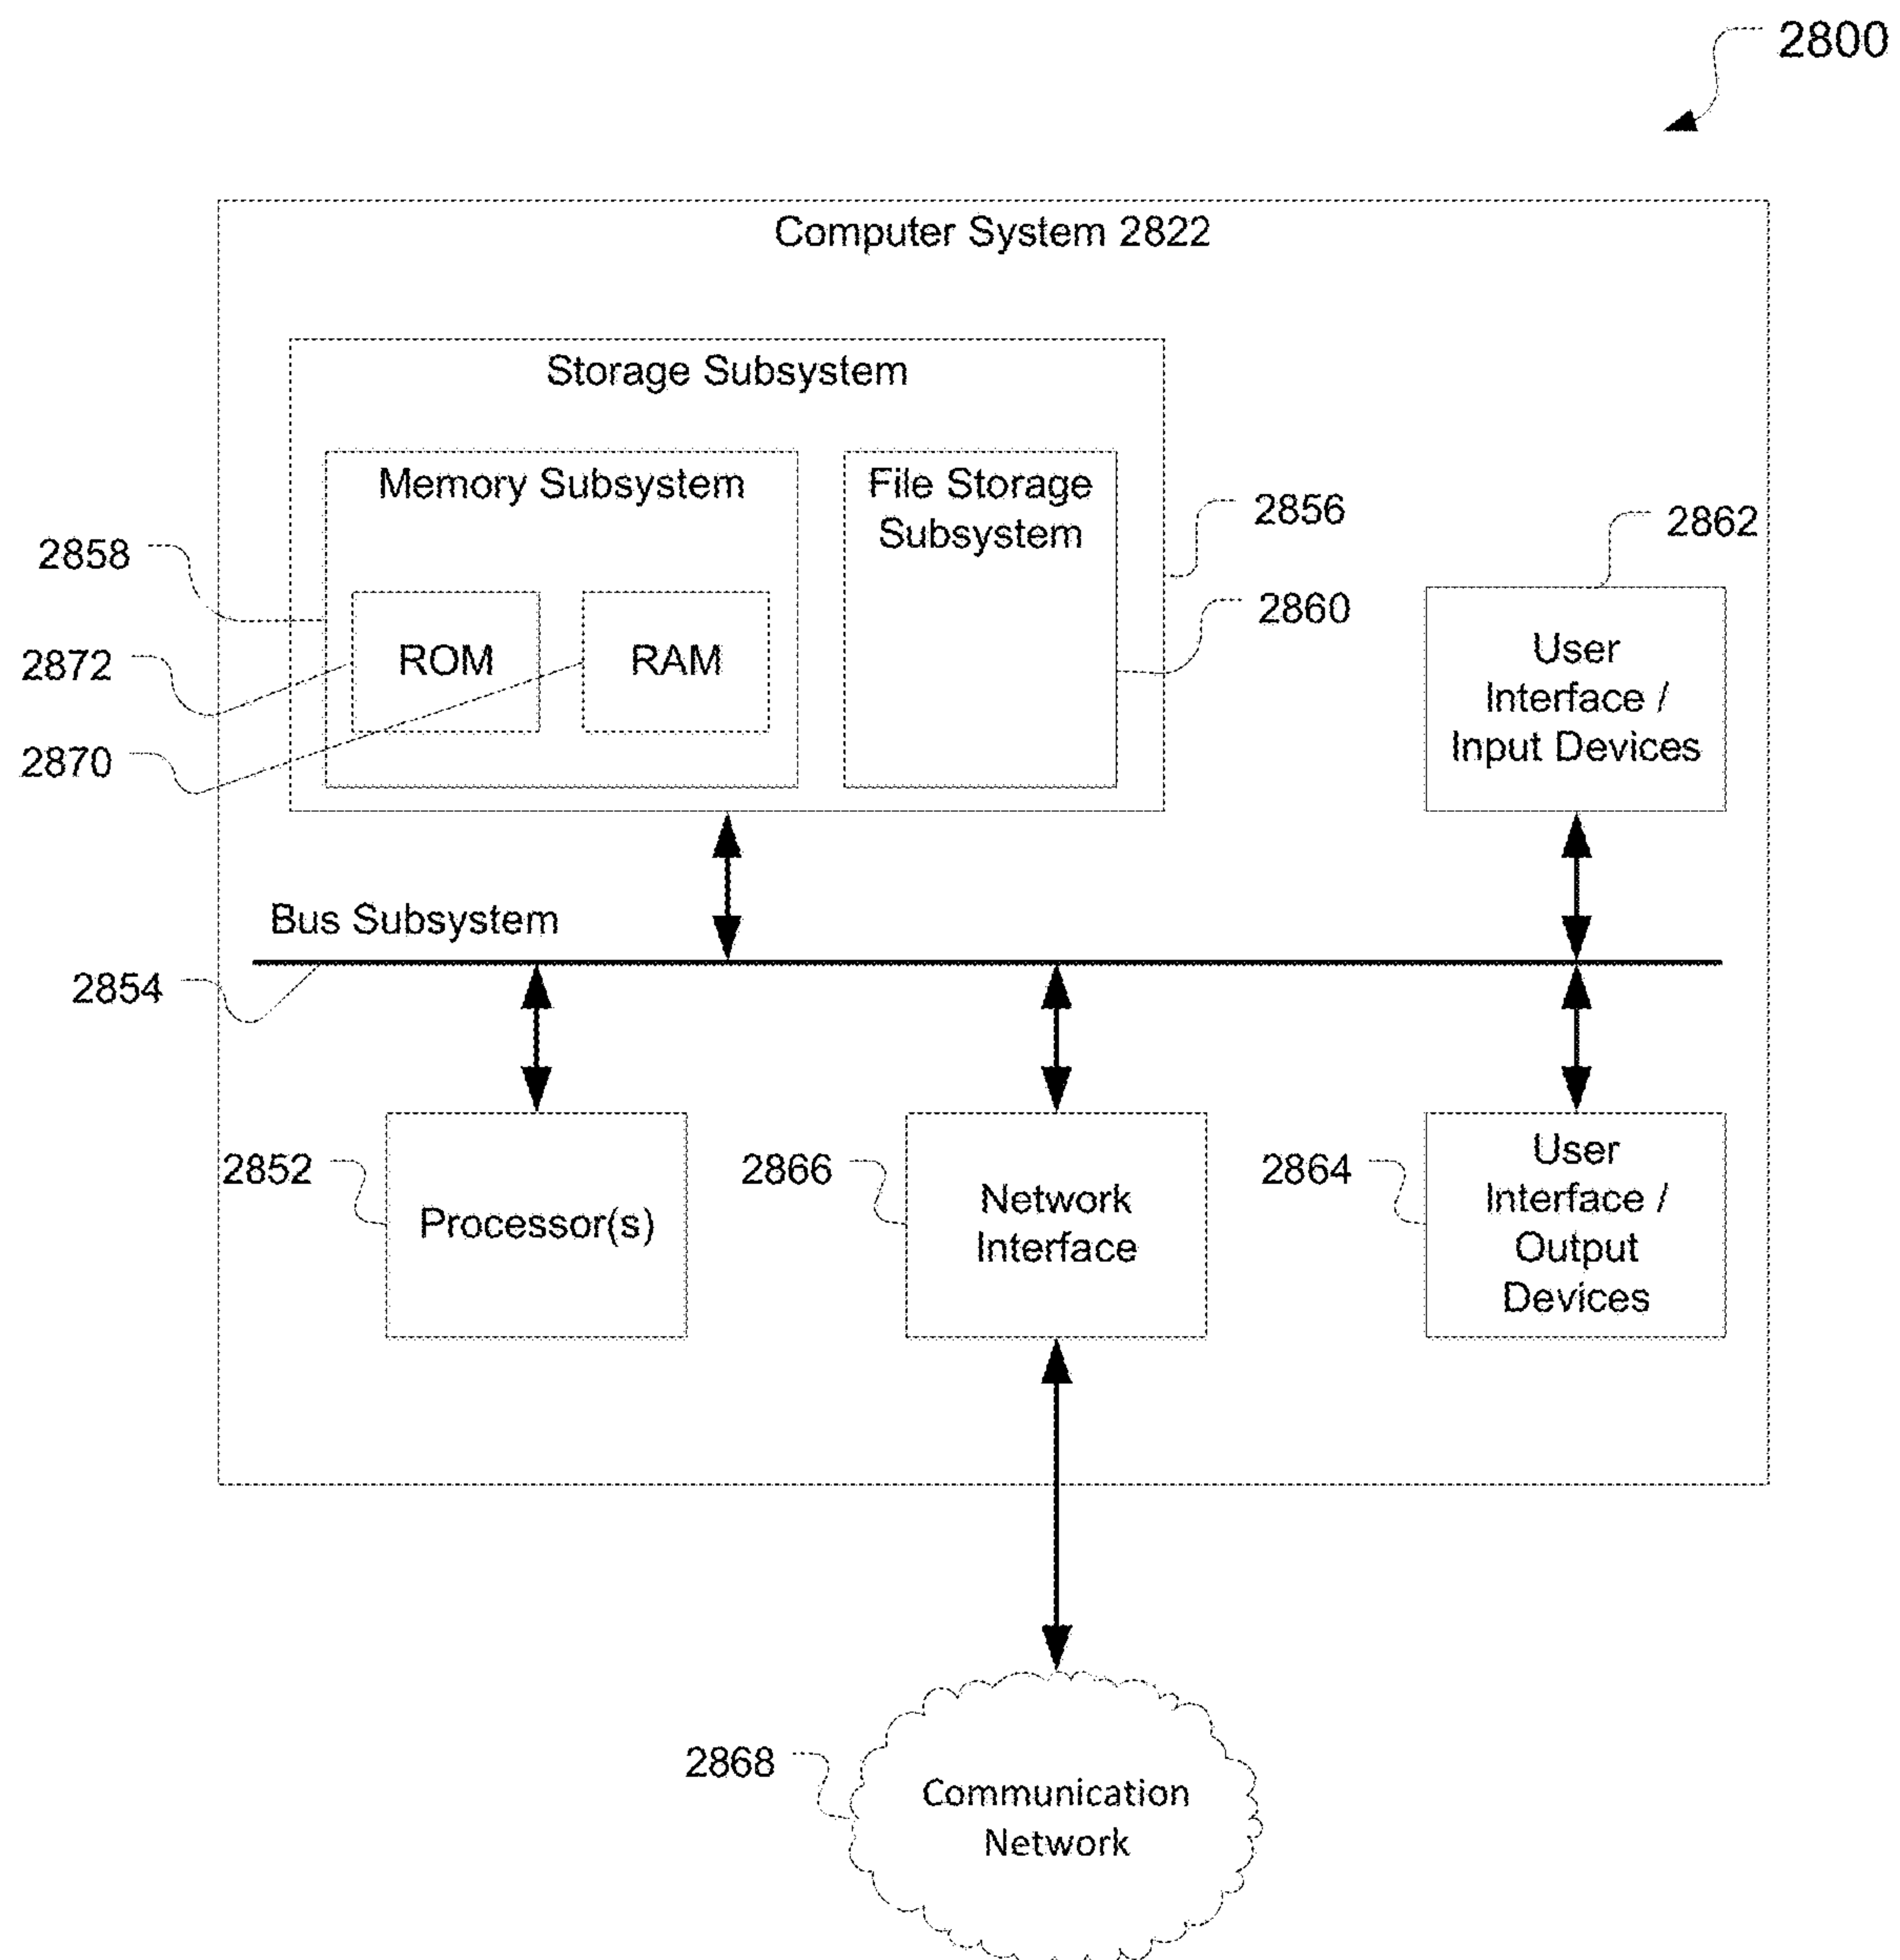 2800
Computer System 2822
Storage Subsystem
Memory Subsystem
File Storage
Subsystem
2856
2862
2858
2860
ROM
RAM
2872
2870
User
Interface /
Input Devices
Bus Subsystem
2854
2852
Processor(s)
2866
Network
Interface
2864
User
Interface /
Output
Devices
2868
Communication
Network